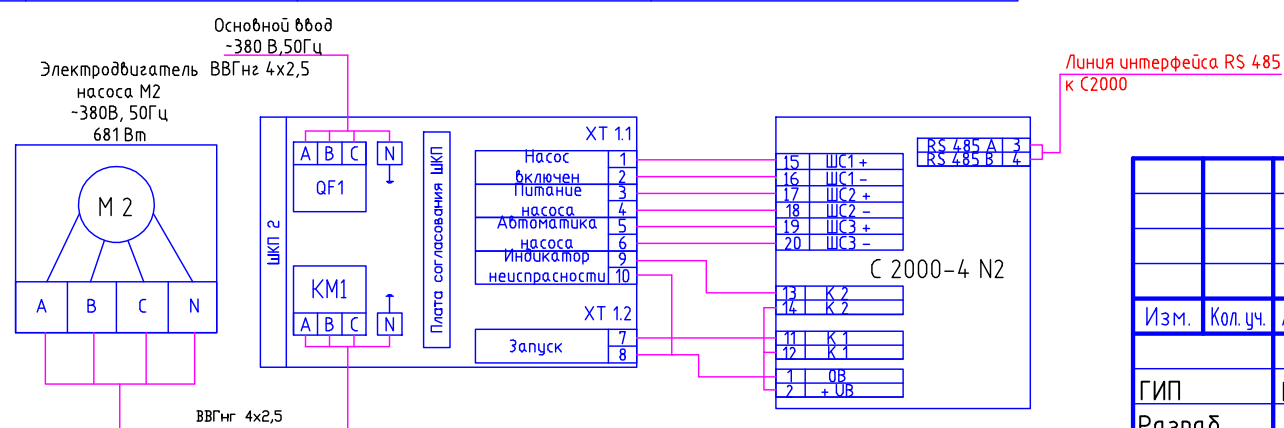 Основной ввод
~380 В,50Гц
ВВГнг 4х2,5
Электродвигатель
насоса М2
~380В, 50Гц
681 Вт
М 2
A B C N
ШКП 2
A B C N
QF1
КМ1
A B C N
Плата согласования ШКП
XT 1.1
Насос
включен
1
2
Питание
насоса
3
4
Автоматика
насоса
5
6
Индикатор
неиспрасности
9
10
XT 1.2
Запуск
7
8
ВВГнг 4х2,5
15 ШС1 +
16 ШС1 -
17 ШС2 +
18 ШС2 -
19 ШС3 +
20 ШС3 -
RS 485 A 3
RS 485 B 4
С 2000-4 N2
13 К 2
14 К 2
11 К 1
12 К 1
1 0В
2 + UВ
Линия интерфейса RS 485
к С2000
Изм. Кол. уч.
ГИП
Разраб.